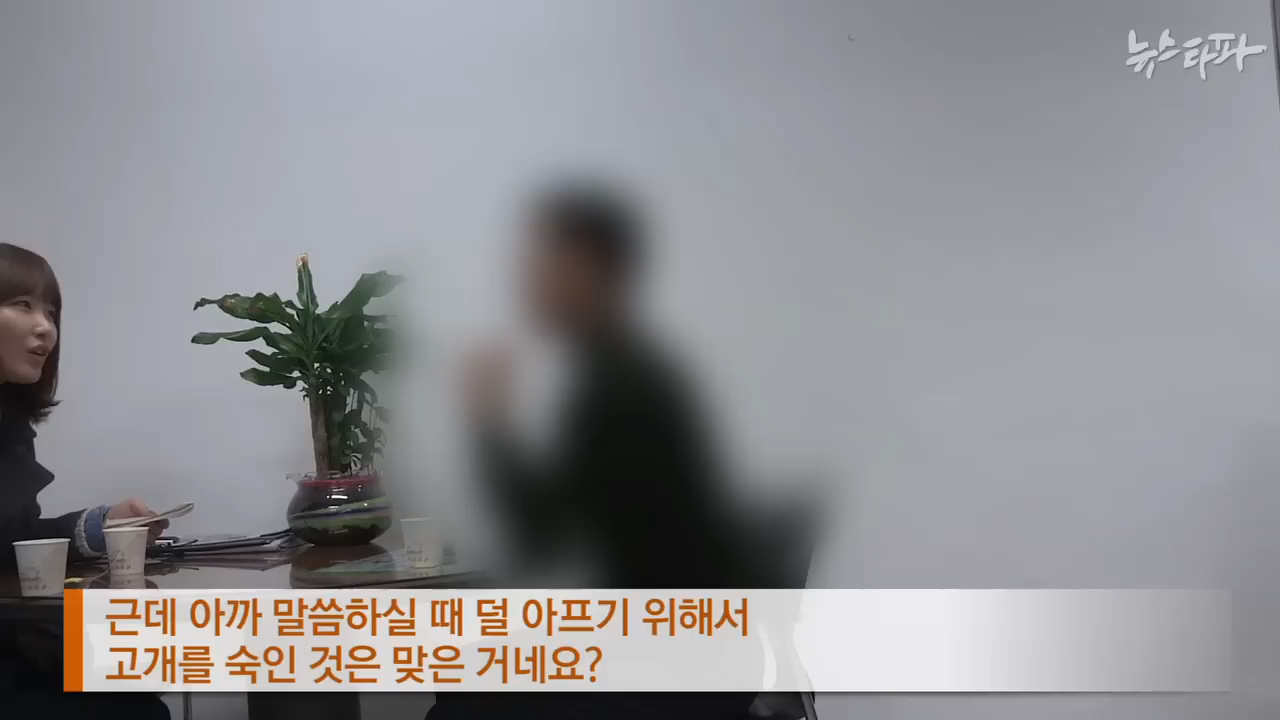 뉴스타파
근데 아까 말씀하실 때 덜 아프기 위해서
고개를 숙인 것은 맞은 거네요?